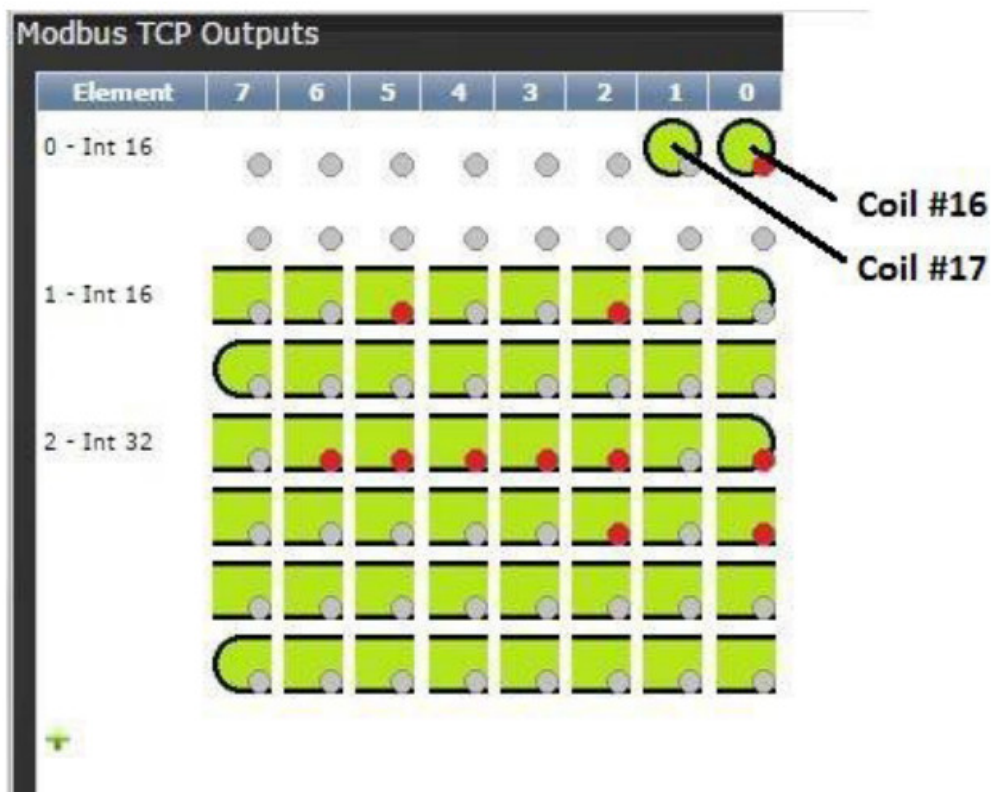 Modbus TCP Outputs
Element 7 6 5 4 3 2 1 0
0 - Int 16
Coil #16
Coil #17
1 - Int 16
2 - Int 32